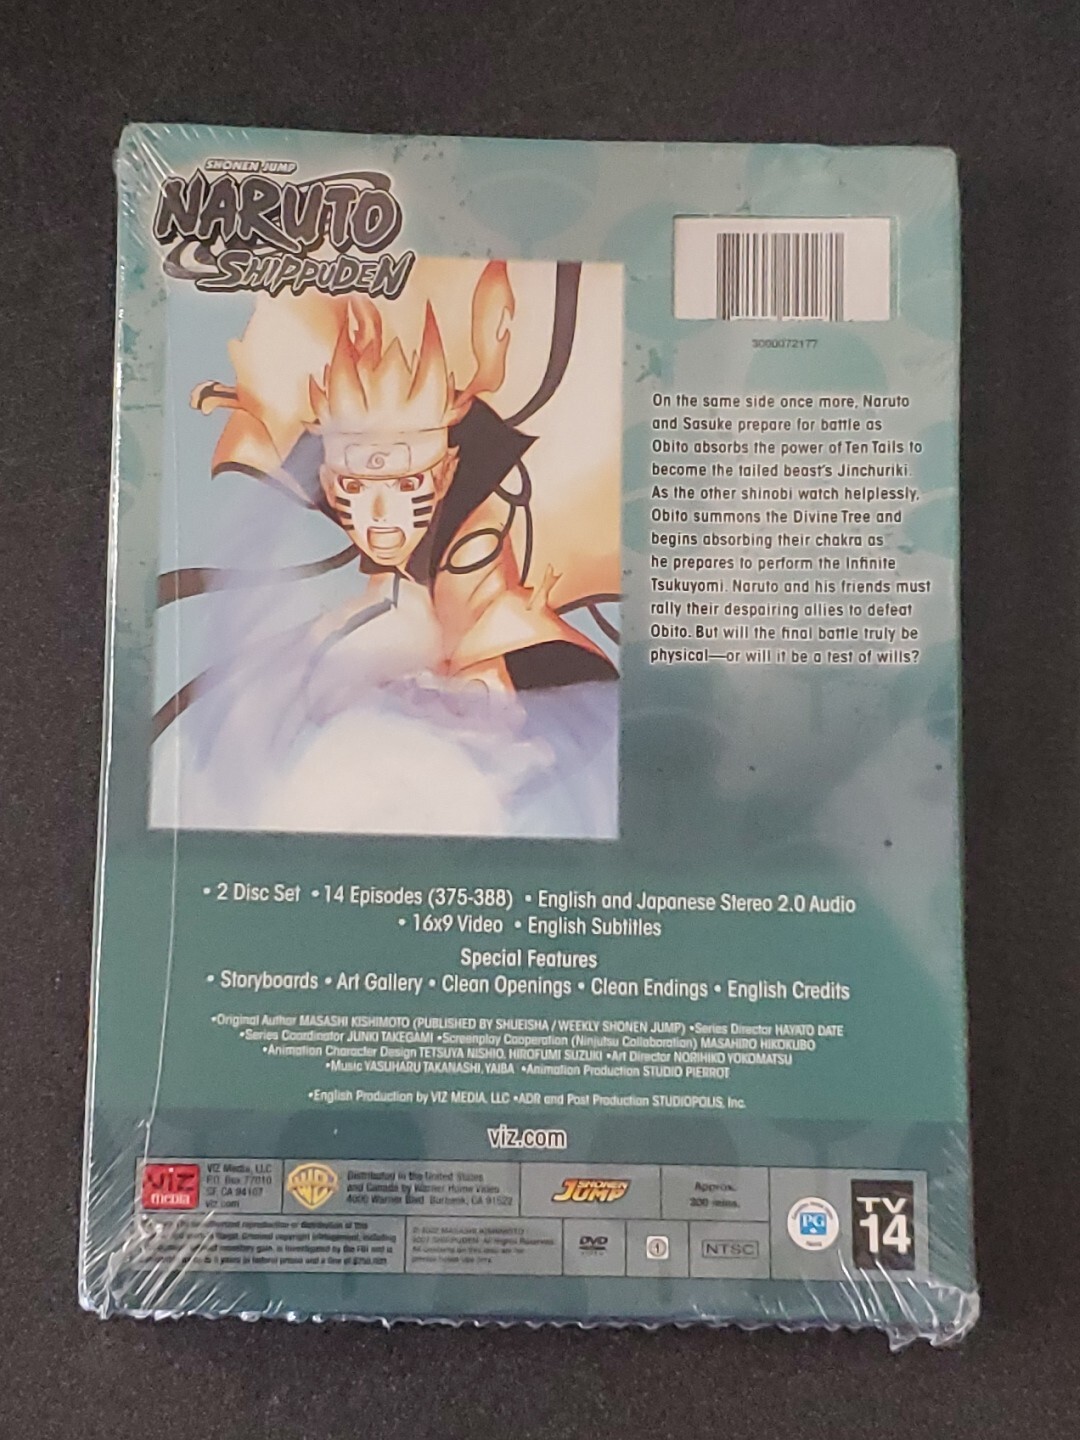 SHONEN JUMP
NARUTO
SHIPPUDEN
3000072177
On the same side once more, Naruto
and Sasuke prepare for battle as
Obito absorbs the power of Ten Tails to
become the tailed beast's Jinchuriki.
As the other shinobi watch helplessly,
Obito summons the Divine Tree and
begins absorbing their chakra as
he prepares to perform the Infinite
Tsukuyomi. Naruto and his friends must
rally their despairing allies to defeat
Obito. But will the final battle truly be
physical—or will it be a test of wills?
• 2 Disc Set • 14 Episodes (375-388) • English and Japanese Stereo 2.0 Audio
• 16x9 Video • English Subtitles
Special Features
• Storyboards • Art Gallery • Clean Openings • Clean Endings • English Credits
•Original Author MASASHI KISHIMOTO (PUBLISHED BY SHUEISHA / WEEKLY SHONEN JUMP) •Series Director HAYATO DATE
•Series Coordinator JUNKI TAKEGAMI •Screenplay Cooperation (Ninjutsu Collaboration) MASAHIRO HIKOKUBO
•Animation Character Design TETSUYA NISHIO, HIROFUMI SUZUKI •Art Director NORIHIKO YOKOMATSU
•Music YASUHARU TAKANASHI, YAIBA •Animation Production STUDIO PIERROT
•English Production by VIZ MEDIA, LLC •ADR and Post Production STUDIOPOLIS, Inc.
viz.com
viz
media
VIZ Media, LLC
P.O. Box 77010
SF, CA 94107
viz.com
WB
Distributed in the United States
and Canada by Warner Home Video
4000 Warner Blvd. Burbank, CA 91522
SHONEN
JUMP
Approx.
300 mins.
PG
TV
14
DVD
VIDEO
1
NTSC